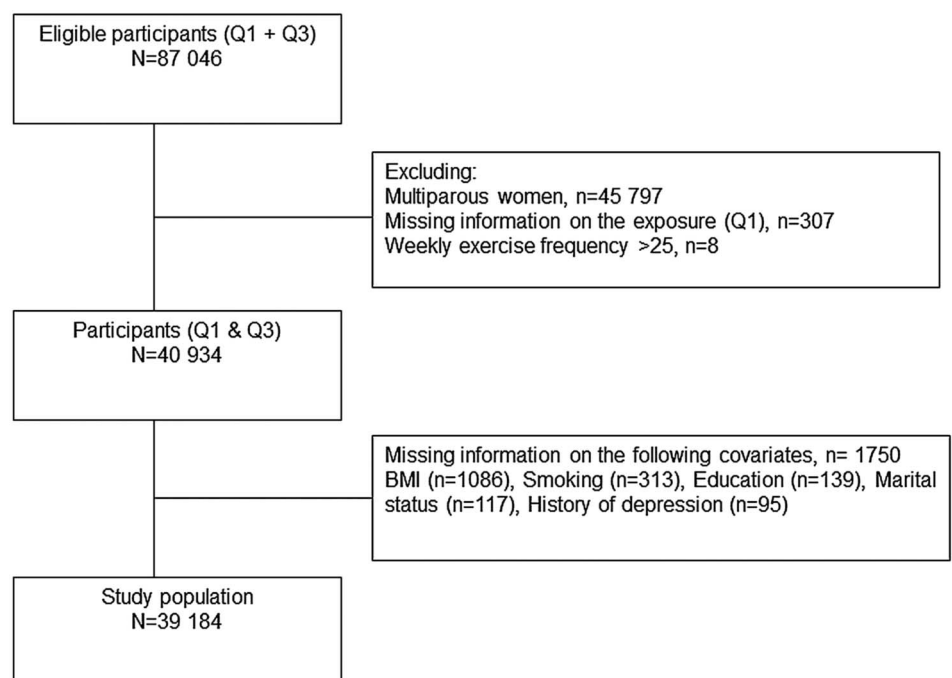 Eligible participants (Q1 + Q3)
N=87 046
Excluding:
Multiparous women, n=45 797
Missing information on the exposure (Q1), n=307
Weekly exercise frequency >25, n=8
Participants (Q1 & Q3)
N=40 934
Missing information on the following covariates, n= 1750
BMI (n=1086), Smoking (n=313), Education (n=139), Marital
status (n=117), History of depression (n=95)
Study population
N=39 184